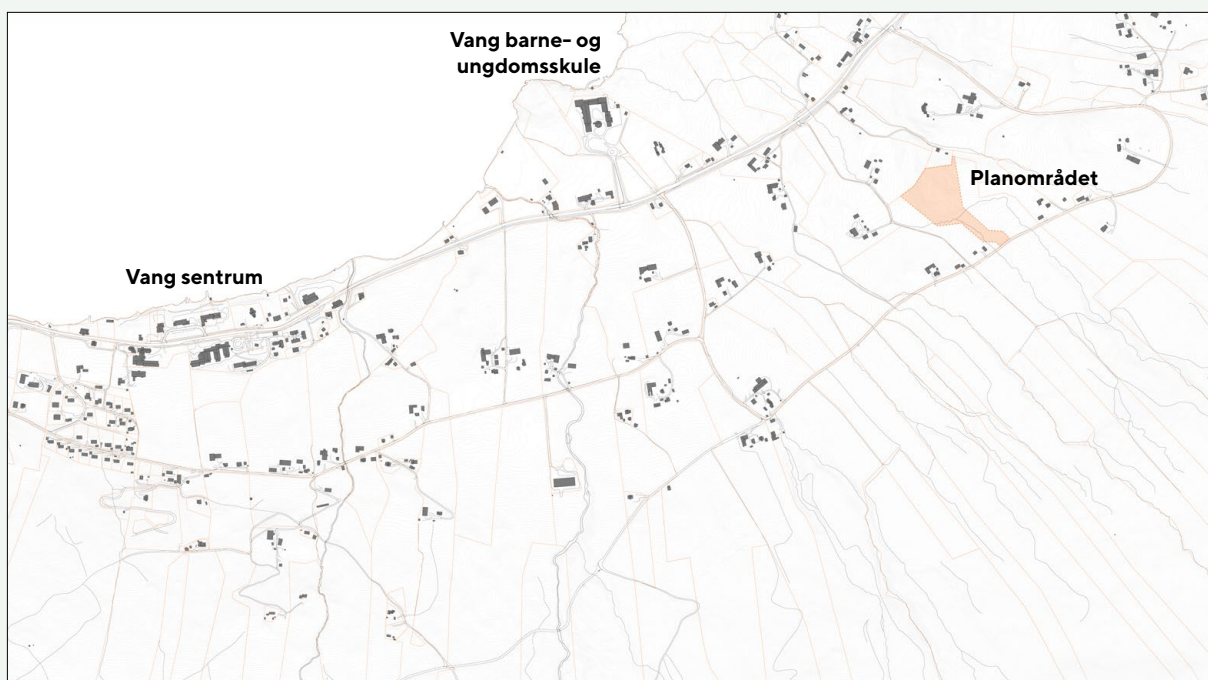 Vang barne- og
ungdomsskule
Planområdet
Vang sentrum